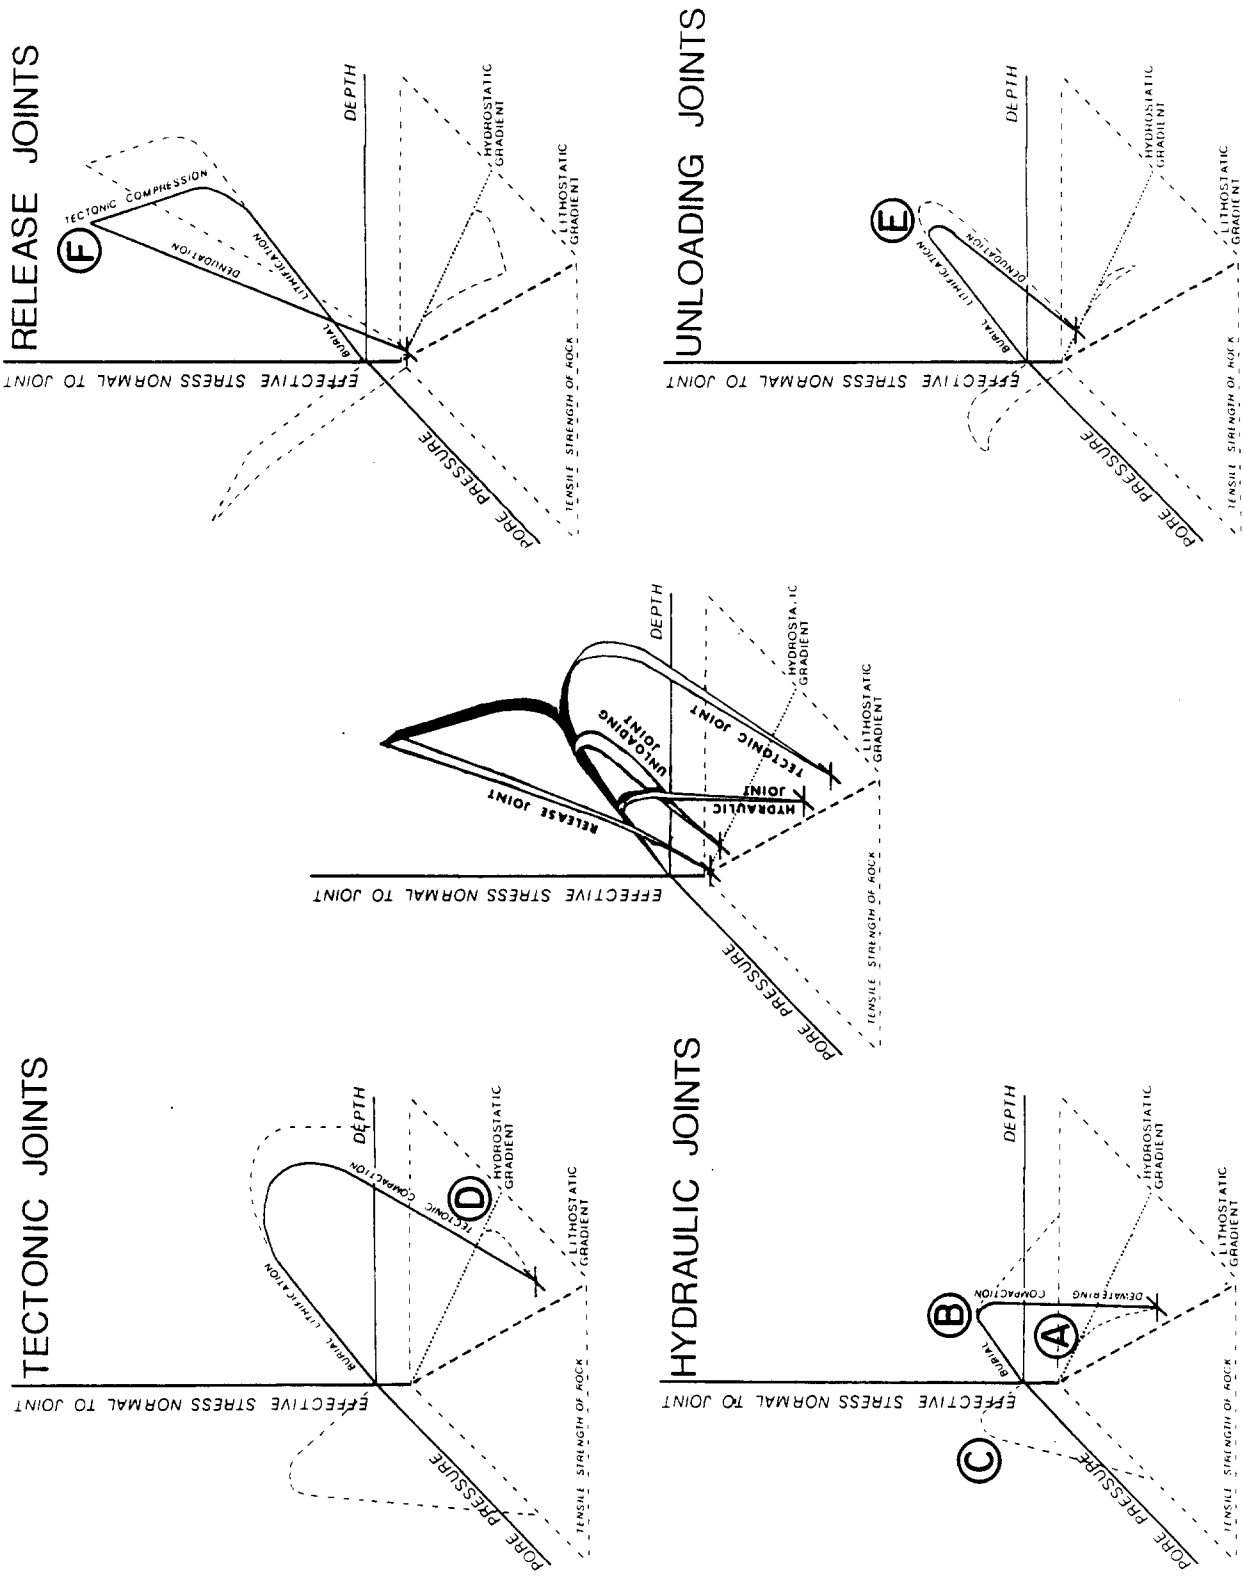 TECTONIC JOINTS
EFFECTIVE STRESS NORMAL TO JOINT
DEPTH
PORE PRESSURE
BURIAL LITHIFICATION
TECTONIC COMPACTION
D
HYDROSTATIC
GRADIENT
LITHOSTATIC
GRADIENT
TENSILE STRENGTH OF ROCK
RELEASE JOINTS
EFFECTIVE STRESS NORMAL TO JOINT
DEPTH
PORE PRESSURE
BURIAL LITHIFICATION
TECTONIC COMPRESSION
F
DENUDATION
HYDROSTATIC
GRADIENT
LITHOSTATIC
GRADIENT
TENSILE STRENGTH OF ROCK
EFFECTIVE STRESS NORMAL TO JOINT
DEPTH
PORE PRESSURE
RELEASE JOINT
UNLOADING
JOINT
HYDRAULIC
JOINT
TECTONIC JOINT
HYDROSTATIC
GRADIENT
LITHOSTATIC
GRADIENT
TENSILE STRENGTH OF ROCK
HYDRAULIC JOINTS
EFFECTIVE STRESS NORMAL TO JOINT
DEPTH
PORE PRESSURE
BURIAL
B
COMPACTION
DEWATERING
A
C
HYDROSTATIC
GRADIENT
LITHOSTATIC
GRADIENT
TENSILE STRENGTH OF ROCK
UNLOADING JOINTS
EFFECTIVE STRESS NORMAL TO JOINT
DEPTH
PORE PRESSURE
BURIAL LITHIFICATION
E
DENUDATION
HYDROSTATIC
GRADIENT
LITHOSTATIC
GRADIENT
TENSILE STRENGTH OF ROCK